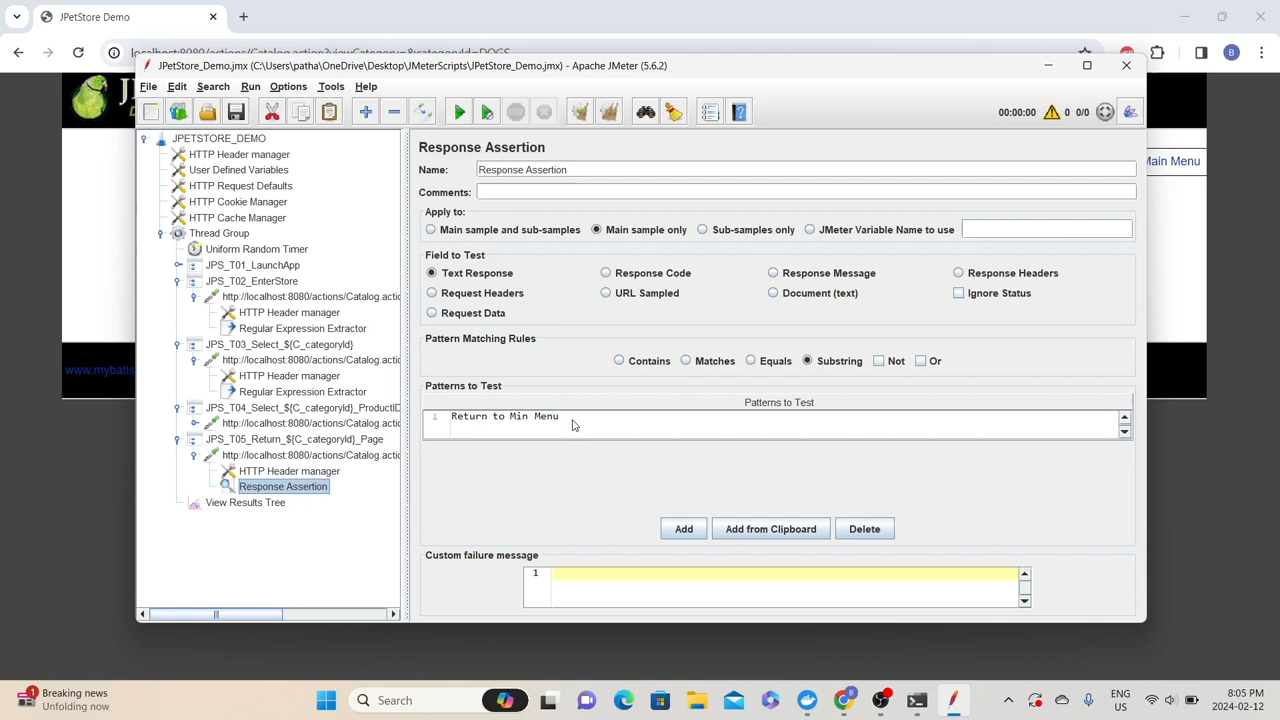 JPetStore Demo
localhost:8080/actions/Catalog.action?viewCategory=&categoryId=DOGS
B
JPetStore_Demo.jmx (C:\Users\patha\OneDrive\Desktop\JMeterScripts\JPetStore_Demo.jmx) - Apache JMeter (5.6.2)
File Edit Search Run Options Tools Help
00:00:00 0 0/0
JPETSTORE_DEMO
HTTP Header manager
User Defined Variables
HTTP Request Defaults
HTTP Cookie Manager
HTTP Cache Manager
Thread Group
Uniform Random Timer
JPS_T01_LaunchApp
JPS_T02_EnterStore
http://localhost:8080/actions/Catalog.actic
HTTP Header manager
Regular Expression Extractor
JPS_T03_Select_${C_categoryId}
http://localhost:8080/actions/Catalog.actic
HTTP Header manager
Regular Expression Extractor
JPS_T04_Select_${C_categoryId}_ProductID
http://localhost:8080/actions/Catalog.actic
JPS_T05_Return_${C_categoryId}_Page
http://localhost:8080/actions/Catalog.actic
HTTP Header manager
Response Assertion
View Results Tree
Response Assertion
Name: Response Assertion
Comments:
Apply to:
Main sample and sub-samples Main sample only Sub-samples only JMeter Variable Name to use
Field to Test
Text Response Response Code Response Message Response Headers
Request Headers URL Sampled Document (text) Ignore Status
Request Data
Pattern Matching Rules
Contains Matches Equals Substring Not Or
Patterns to Test
Patterns to Test
1 Return to Min Menu
Add Add from Clipboard Delete
Custom failure message
1
JP
Main Menu
www.mybatis
1
Breaking news
Unfolding now
Search
ENG
US
8:05 PM
2024-02-12